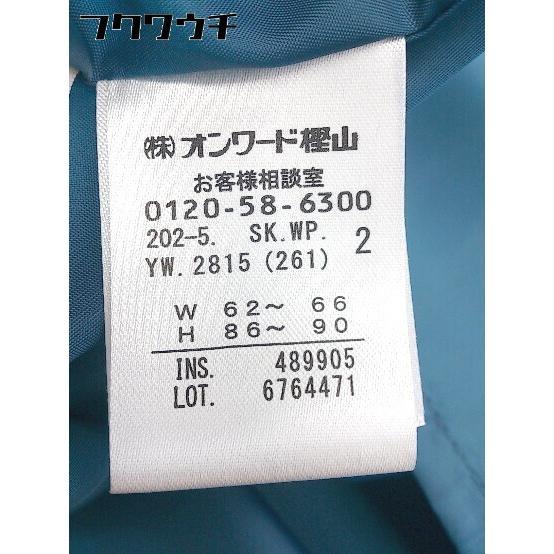 フクワウチ
(株)オンワード樫山
お客様相談室
0120-58-6300
202-5. SK.WP. 2
YW.2815(261)
W 62〜 66
H 86〜 90
INS. 489905
LOT. 6764471